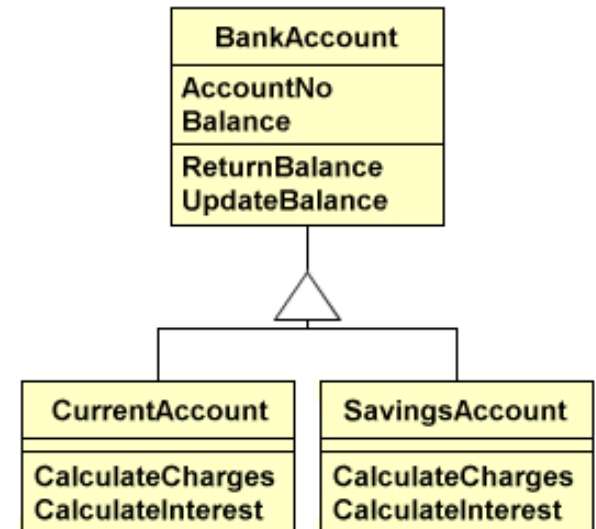 BankAccount
AccountNo
Balance
ReturnBalance
UpdateBalance
CurrentAccount
CalculateCharges
CalculateInterest
SavingsAccount
CalculateCharges
CalculateInterest